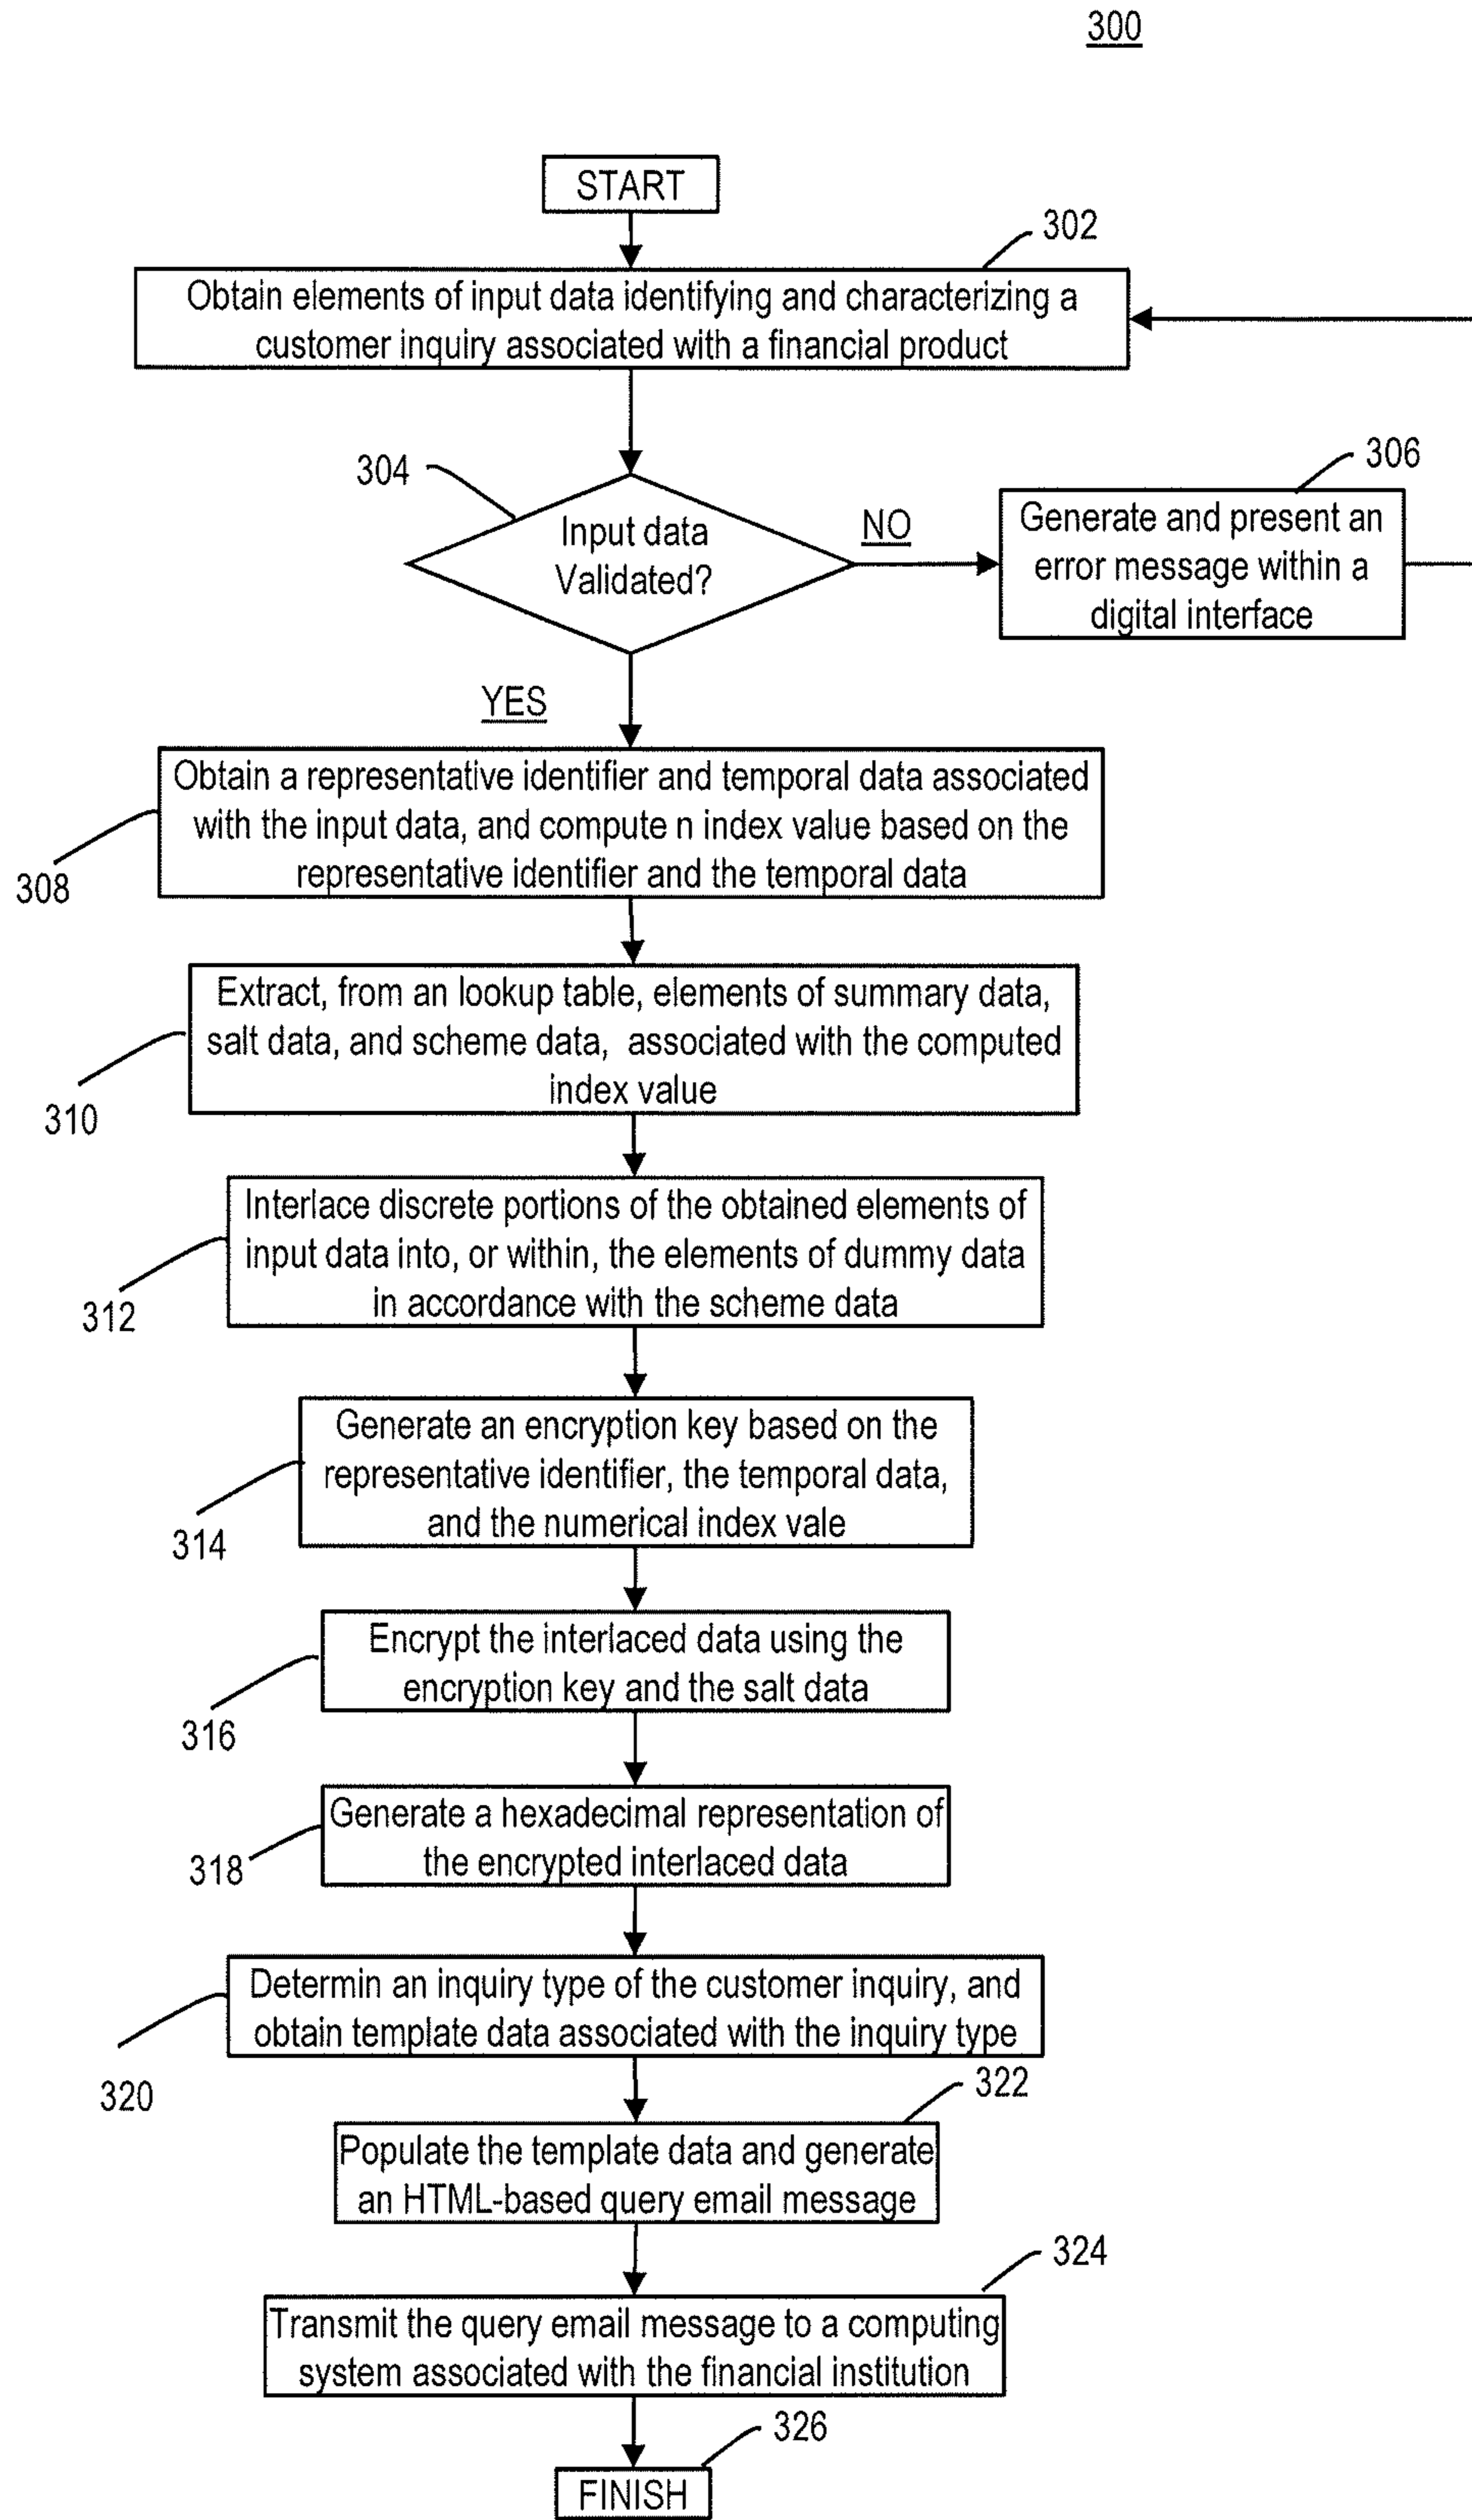 300
START
302
Obtain elements of input data identifying and characterizing a
customer inquiry associated with a financial product
304
Input data
Validated?
NO
306
Generate and present an
error message within a
digital interface
YES
Obtain a representative identifier and temporal data associated
with the input data, and compute n index value based on the
representative identifier and the temporal data
308
Extract, from an lookup table, elements of summary data,
salt data, and scheme data, associated with the computed
index value
310
Interlace discrete portions of the obtained elements of
input data into, or within, the elements of dummy data
in accordance with the scheme data
312
Generate an encryption key based on the
representative identifier, the temporal data,
and the numerical index vale
314
Encrypt the interlaced data using the
encryption key and the salt data
316
Generate a hexadecimal representation of
the encrypted interlaced data
318
Determin an inquiry type of the customer inquiry, and
obtain template data associated with the inquiry type
320
322
Populate the template data and generate
an HTML-based query email message
324
Transmit the query email message to a computing
system associated with the financial institution
326
FINISH